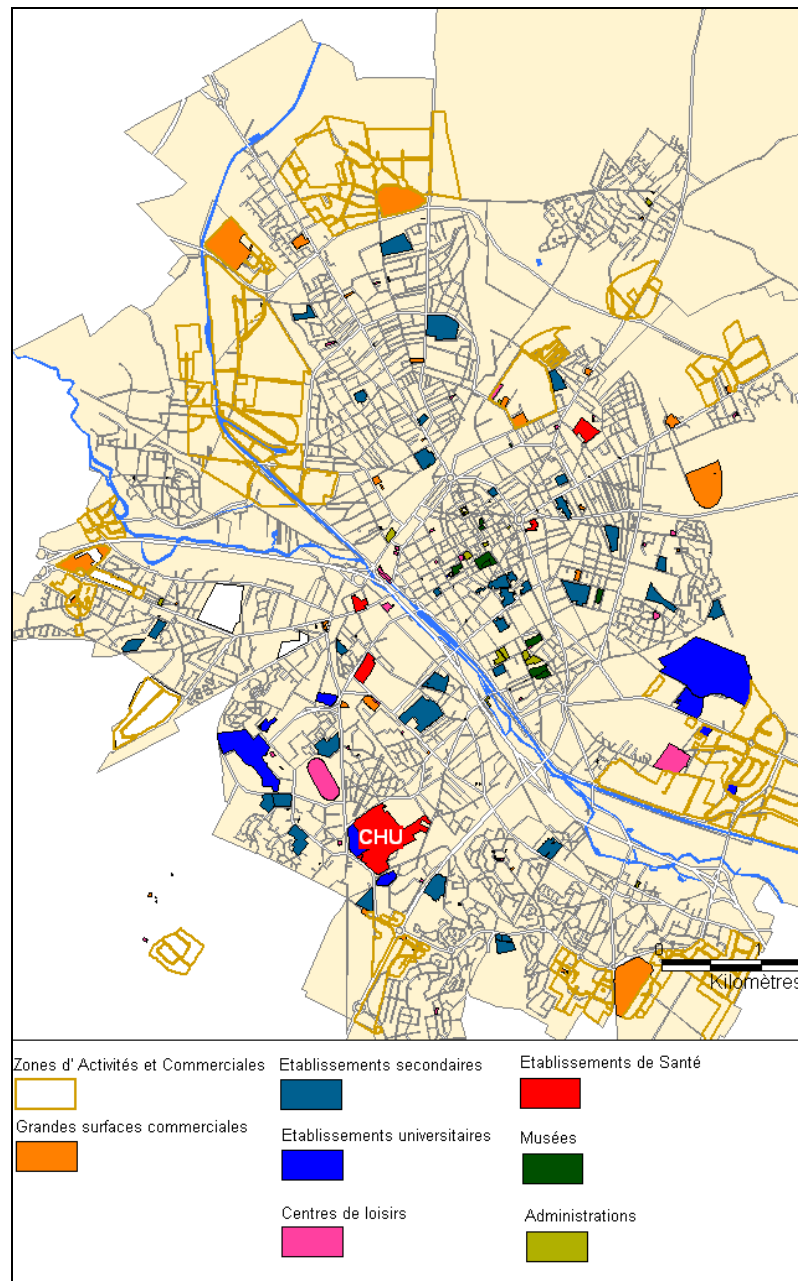 CHU
0 1
Kilomètres
Zones d' Activités et Commerciales
Etablissements secondaires
Etablissements de Santé
Grandes surfaces commerciales
Etablissements universitaires
Musées
Centres de loisirs
Administrations